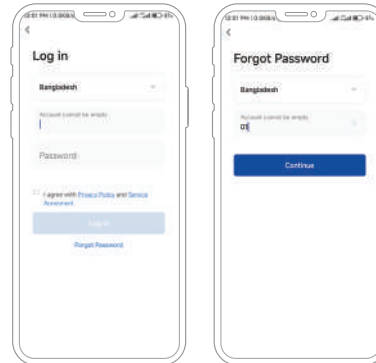 Log in
Bangladesh
Account cannot be empty
Password
I agree with Privacy Policy and Service
Agreement
Log in
Forgot Password
Forgot Password
Bangladesh
Account cannot be empty
01
Continue